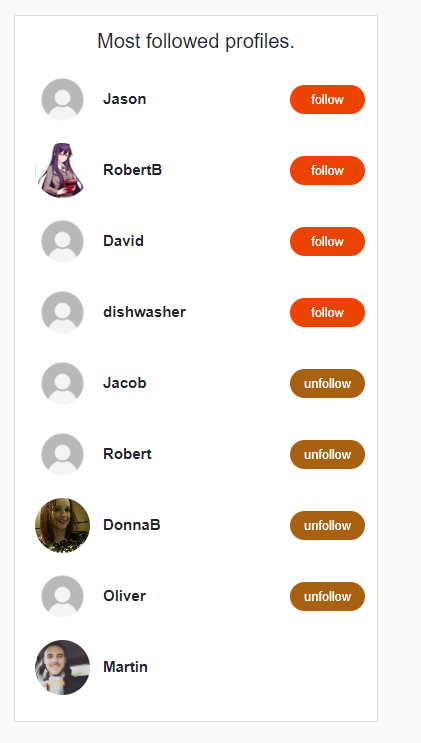 Most followed profiles.
Jason follow
RobertB follow
David follow
dishwasher follow
Jacob unfollow
Robert unfollow
DonnaB unfollow
Oliver unfollow
Martin